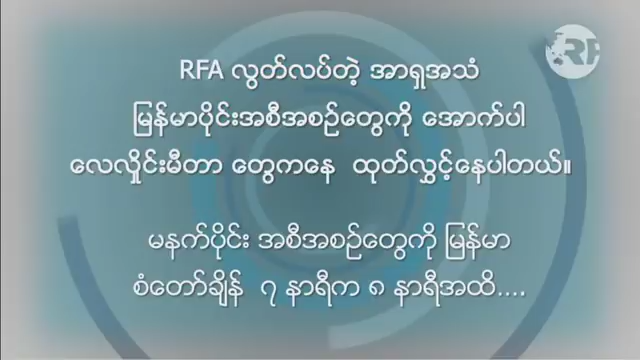 RFA
RFA လွတ်လပ်တဲ့ အာရှအသံ
မြန်မာပိုင်းအစီအစဉ်တွေကို အောက်ပါ
လေလှိုင်းမီတာ တွေကနေ ထုတ်လွှင့်နေပါတယ်။
မနက်ပိုင်း အစီအစဉ်တွေကို မြန်မာ
စံတော်ချိန် ၇ နာရီက ၈ နာရီအထိ....